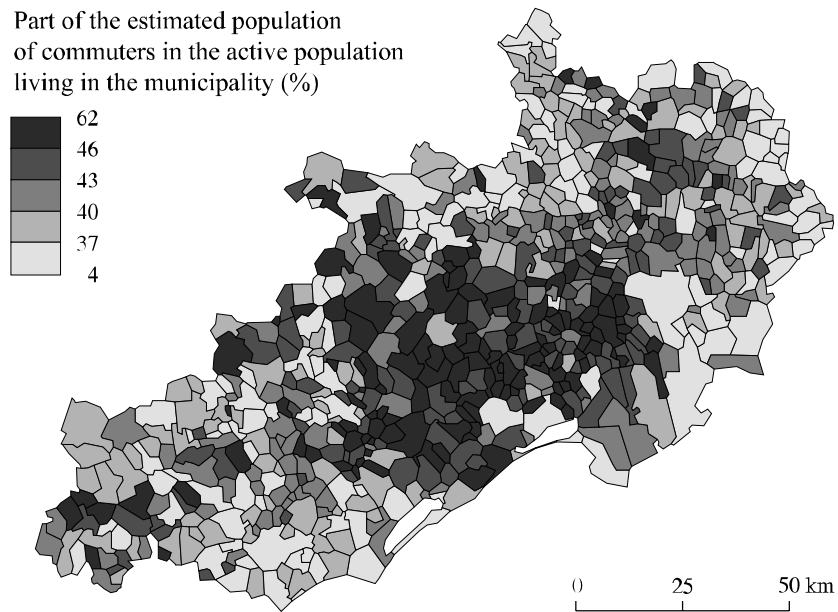 Part of the estimated population
of commuters in the active population
living in the municipality (%)
62
46
43
40
37
4
0 25 50 km